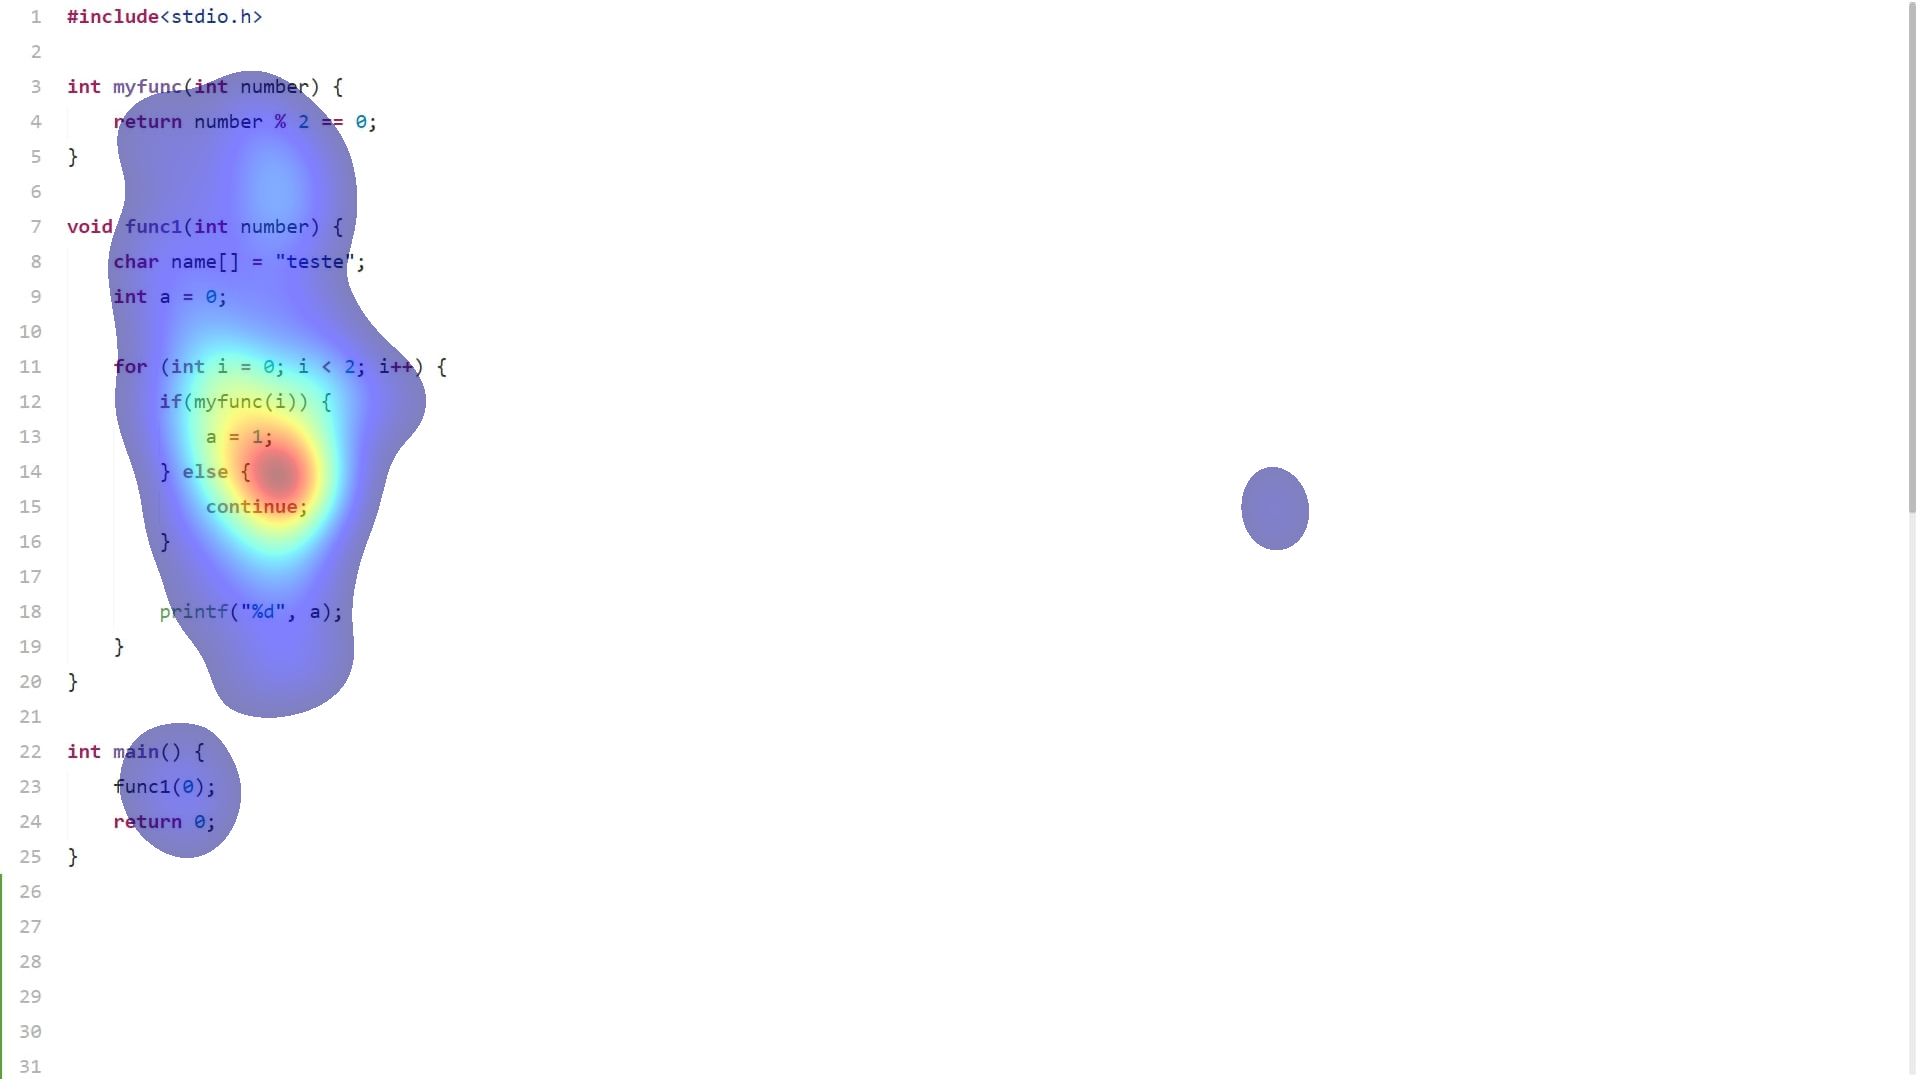 1 #include<stdio.h>
2
3 int myfunc(int number) {
4     return number % 2 == 0;
5 }
6
7 void func1(int number) {
8     char name[] = "teste";
9     int a = 0;
10
11     for (int i = 0; i < 2; i++) {
12         if(myfunc(i)) {
13             a = 1;
14         } else {
15             continue;
16         }
17
18         printf("%d", a);
19     }
20 }
21
22 int main() {
23     func1(0);
24     return 0;
25 }
26
27
28
29
30
31